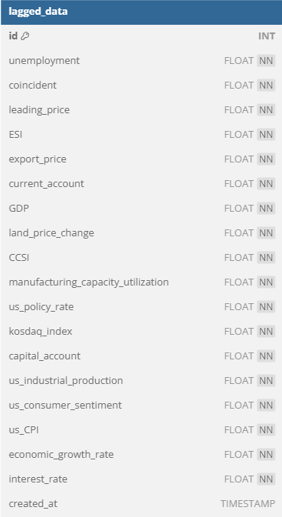 lagged_data
id INT
unemployment FLOAT NN
coincident FLOAT NN
leading_price FLOAT NN
ESI FLOAT NN
export_price FLOAT NN
current_account FLOAT NN
GDP FLOAT NN
land_price_change FLOAT NN
CCSI FLOAT NN
manufacturing_capacity_utilization FLOAT NN
us_policy_rate FLOAT NN
kosdaq_index FLOAT NN
capital_account FLOAT NN
us_industrial_production FLOAT NN
us_consumer_sentiment FLOAT NN
us_CPI FLOAT NN
economic_growth_rate FLOAT NN
interest_rate FLOAT NN
created_at TIMESTAMP